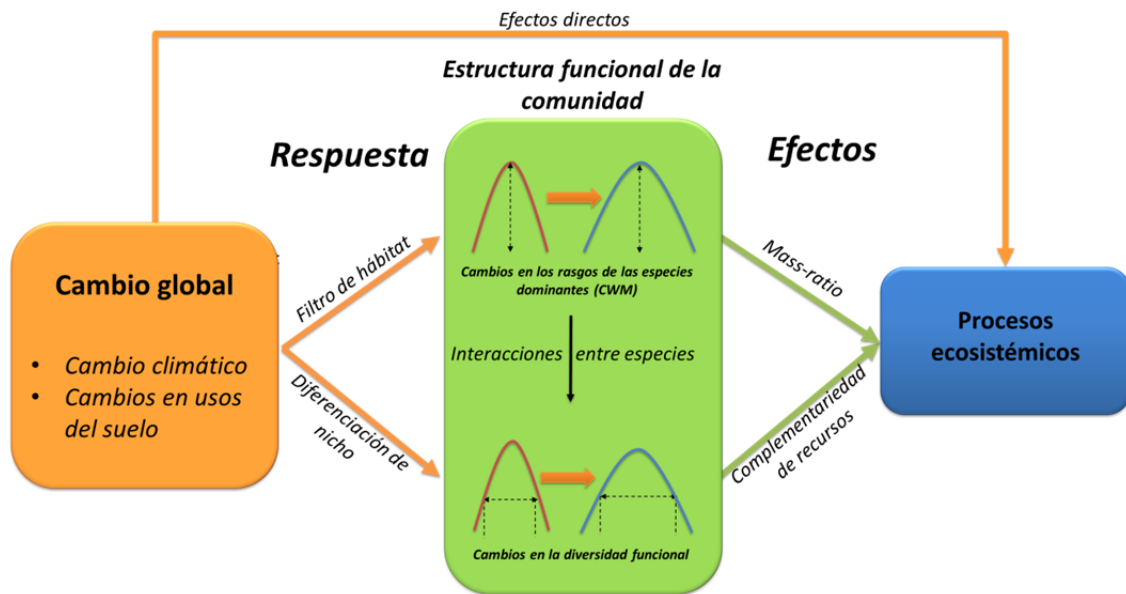 Efectos directos
Estructura funcional de la
comunidad
Respuesta
Efectos
Cambio global
• Cambio climático
• Cambios en usos
del suelo
Filtro de hábitat
Diferenciación de
nicho
Cambios en los rasgos de las especies
dominantes (CWM)
Interacciones entre especies
Cambios en la diversidad funcional
Mass-ratio
Complementariedad
de recursos
Procesos
ecosistémicos